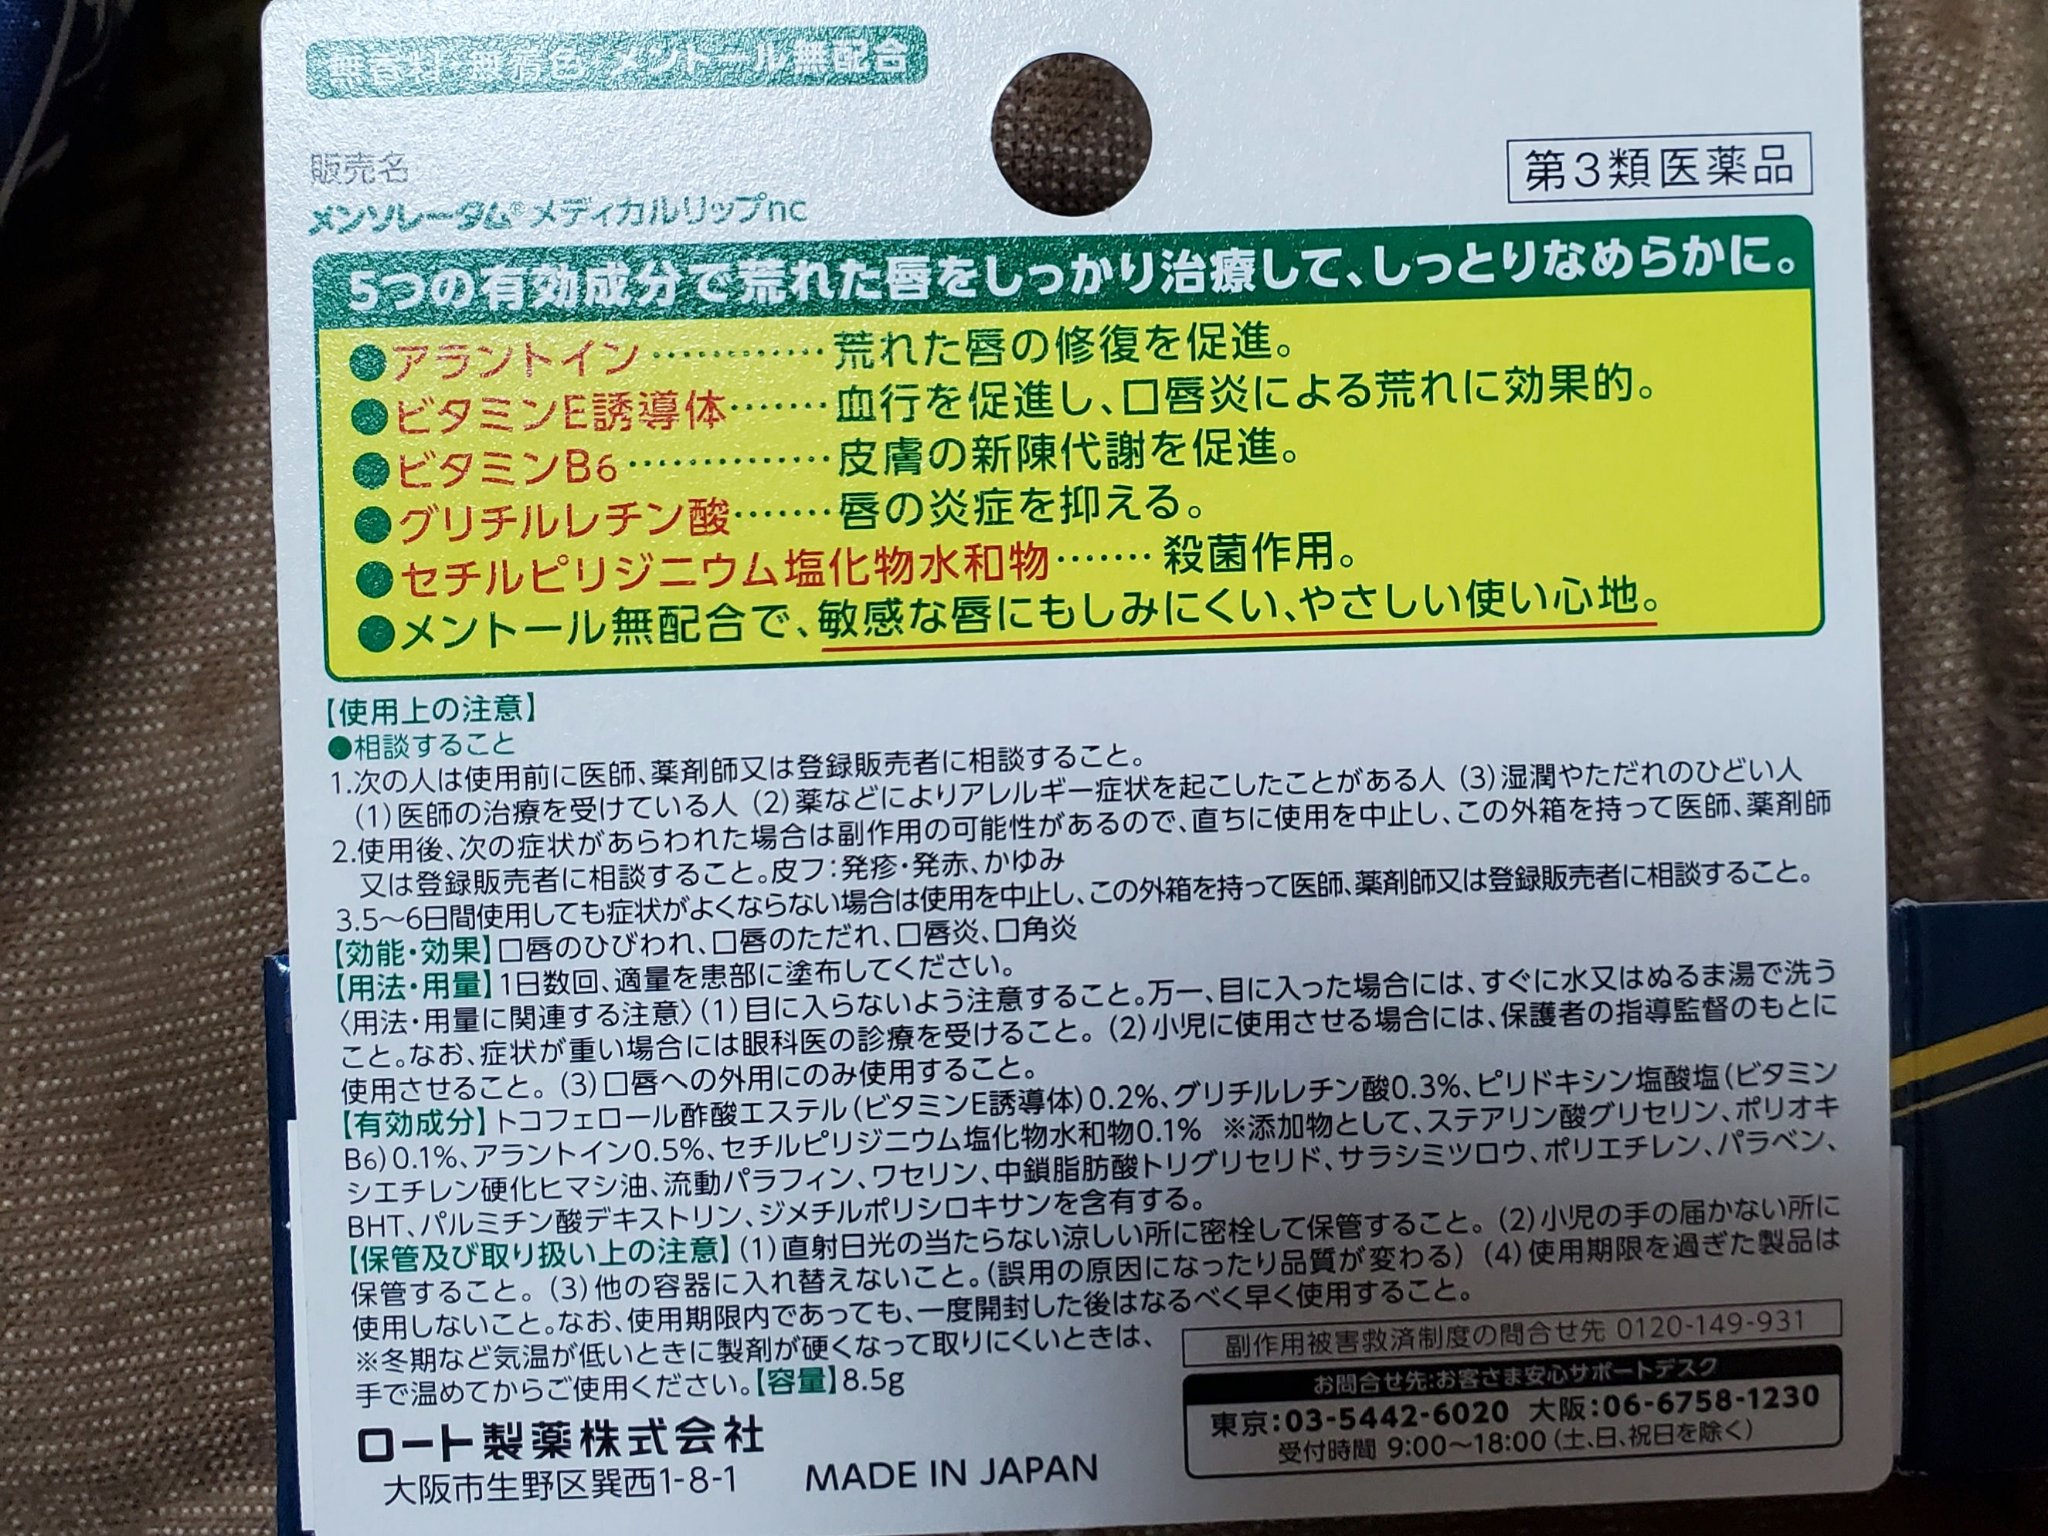 無香料・無着色・メントール無配合
販売名
メンソレータム®メディカルリップnc
第3類医薬品
5つの有効成分で荒れた唇をしっかり治療して、しっとりなめらかに。
●アラントイン…………荒れた唇の修復を促進。
●ビタミンE誘導体……血行を促進し、口唇炎による荒れに効果的。
●ビタミンB6……………皮膚の新陳代謝を促進。
●グリチルレチン酸……唇の炎症を抑える。
●セチルピリジニウム塩化物水和物……殺菌作用。
●メントール無配合で、敏感な唇にもしみにくい、やさしい使い心地。
【使用上の注意】
●相談すること
1.次の人は使用前に医師、薬剤師又は登録販売者に相談すること。
(1)医師の治療を受けている人 (2)薬などによりアレルギー症状を起こしたことがある人 (3)湿潤やただれのひどい人
2.使用後、次の症状があらわれた場合は副作用の可能性があるので、直ちに使用を中止し、この外箱を持って医師、薬剤師
又は登録販売者に相談すること。皮フ：発疹・発赤、かゆみ
3.5〜6日間使用しても症状がよくならない場合は使用を中止し、この外箱を持って医師、薬剤師又は登録販売者に相談すること。
【効能・効果】口唇のひびわれ、口唇のただれ、口唇炎、口角炎
【用法・用量】1日数回、適量を患部に塗布してください。
〈用法・用量に関連する注意〉(1)目に入らないよう注意すること。万一、目に入った場合には、すぐに水又はぬるま湯で洗う
こと。なお、症状が重い場合には眼科医の診療を受けること。(2)小児に使用させる場合には、保護者の指導監督のもとに
使用させること。(3)口唇への外用にのみ使用すること。
【有効成分】トコフェロール酢酸エステル(ビタミンE誘導体)0.2%、グリチルレチン酸0.3%、ピリドキシン塩酸塩(ビタミン
B6)0.1%、アラントイン0.5%、セチルピリジニウム塩化物水和物0.1% ※添加物として、ステアリン酸グリセリン、ポリオキ
シエチレン硬化ヒマシ油、流動パラフィン、ワセリン、中鎖脂肪酸トリグリセリド、サラシミツロウ、ポリエチレン、パラベン、
BHT、パルミチン酸デキストリン、ジメチルポリシロキサンを含有する。
【保管及び取り扱い上の注意】(1)直射日光の当たらない涼しい所に密栓して保管すること。(2)小児の手の届かない所に
保管すること。(3)他の容器に入れ替えないこと。(誤用の原因になったり品質が変わる) (4)使用期限を過ぎた製品は
使用しないこと。なお、使用期限内であっても、一度開封した後はなるべく早く使用すること。
※冬期など気温が低いときに製剤が硬くなって取りにくいときは、
手で温めてからご使用ください。【容量】8.5g
副作用被害救済制度の問合せ先 0120-149-931
お問合せ先：お客さま安心サポートデスク
東京：03-5442-6020 大阪：06-6758-1230
受付時間 9:00〜18:00(土、日、祝日を除く)
ロート製薬株式会社
大阪市生野区巽西1-8-1
MADE IN JAPAN